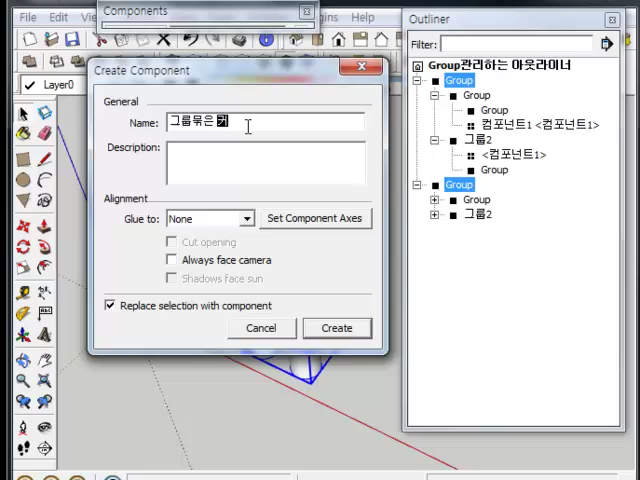 Components
File
Edit
Help
Layer0
Create Component
General
Name:
그룹묶은 커
Description:
Alignment
Glue to:
None
Set Component Axes
Cut opening
Always face camera
Shadows face sun
Replace selection with component
Cancel
Create
Outliner
Filter:
Group관리하는 아웃라이너
Group
Group
Group
컴포넌트1 <컴포넌트1>
그룹2
<컴포넌트1>
Group
Group
Group
그룹2